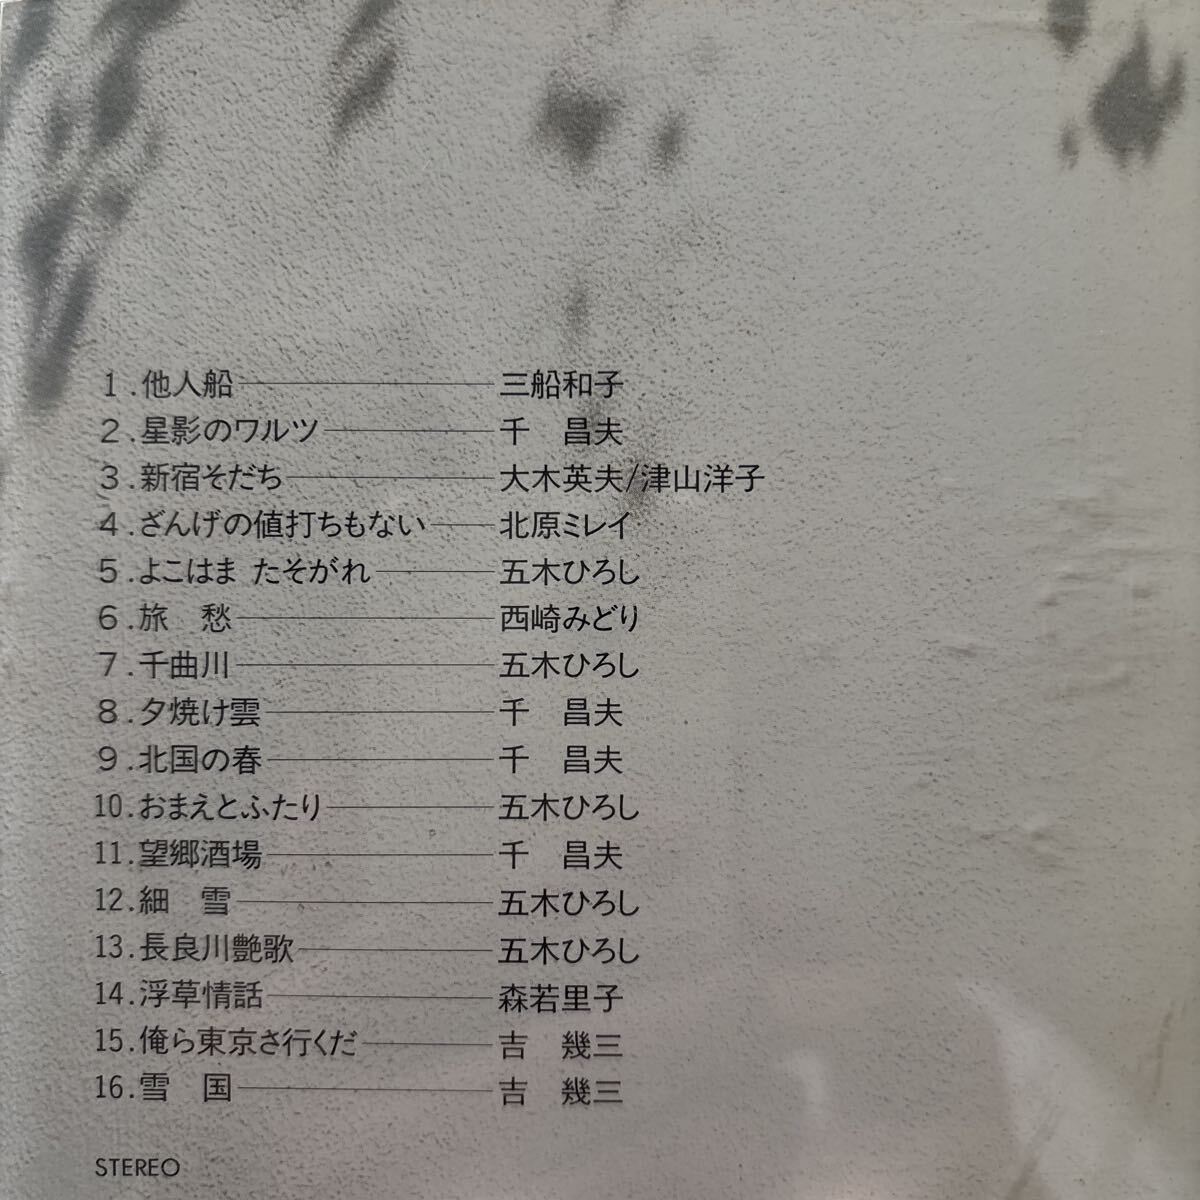 1.他人船 三船和子
2.星影のワルツ 千　昌夫
3.新宿そだち 大木英夫/津山洋子
4.ざんげの値打ちもない 北原ミレイ
5.よこはま たそがれ 五木ひろし
6.旅　愁 西崎みどり
7.千曲川 五木ひろし
8.夕焼け雲 千　昌夫
9.北国の春 千　昌夫
10.おまえとふたり 五木ひろし
11.望郷酒場 千　昌夫
12.細　雪 五木ひろし
13.長良川艶歌 五木ひろし
14.浮草情話 森若里子
15.俺ら東京さ行くだ 吉　幾三
16.雪　国 吉　幾三
STEREO